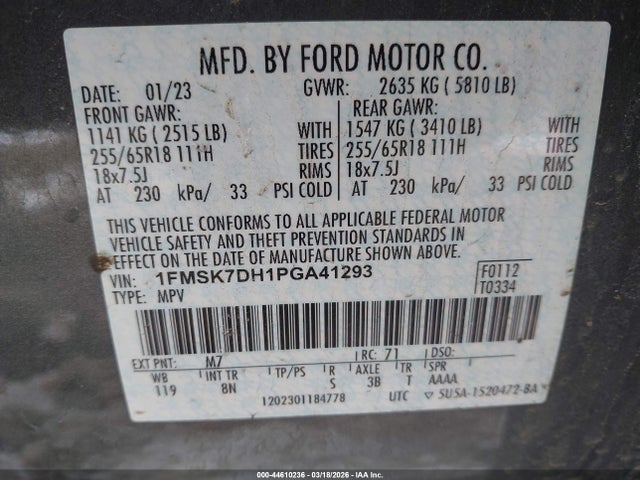 MFD. BY FORD MOTOR CO.
DATE: 01/23 GVWR: 2635 KG ( 5810 LB)
FRONT GAWR: REAR GAWR:
1141 KG ( 2515 LB) WITH 1547 KG ( 3410 LB) WITH
255/65R18 111H TIRES 255/65R18 111H TIRES
18x7.5J RIMS 18x7.5J RIMS
AT 230 kPa/ 33 PSI COLD AT 230 kPa/ 33 PSI COLD
THIS VEHICLE CONFORMS TO ALL APPLICABLE FEDERAL MOTOR
VEHICLE SAFETY AND THEFT PREVENTION STANDARDS IN
EFFECT ON THE DATE OF MANUFACTURE SHOWN ABOVE.
VIN: 1FMSK7DH1PGA41293 F0112
TYPE: MPV T0334
EXT PNT: M7 RC: 71 DSO:
WB INT TR TP/PS R AXLE TR SPR
119 8N S 3B T AAAA
1202301184778 UTC ▽ 5USA-1520472-BA
000-44610236 - 03/18/2026 - IAA Inc.